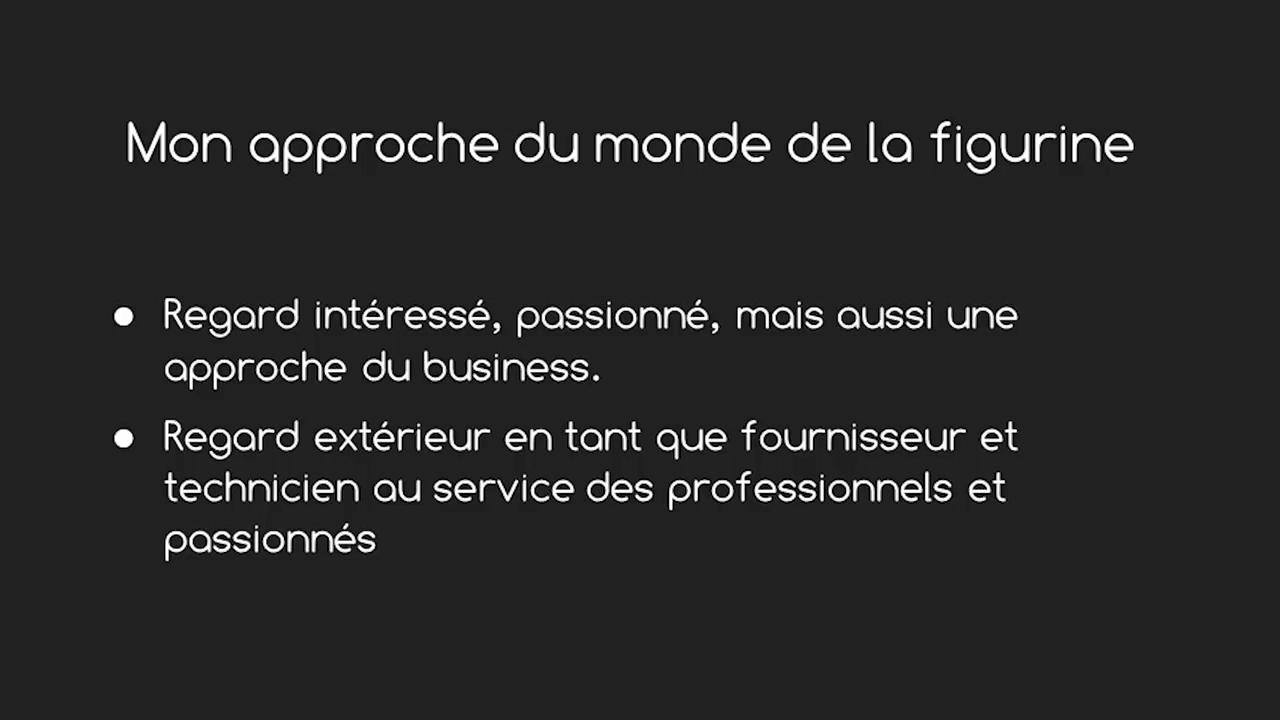 Mon approche du monde de la figurine
● Regard intéressé, passionné, mais aussi une
approche du business.
● Regard extérieur en tant que fournisseur et
technicien au service des professionnels et
passionnés